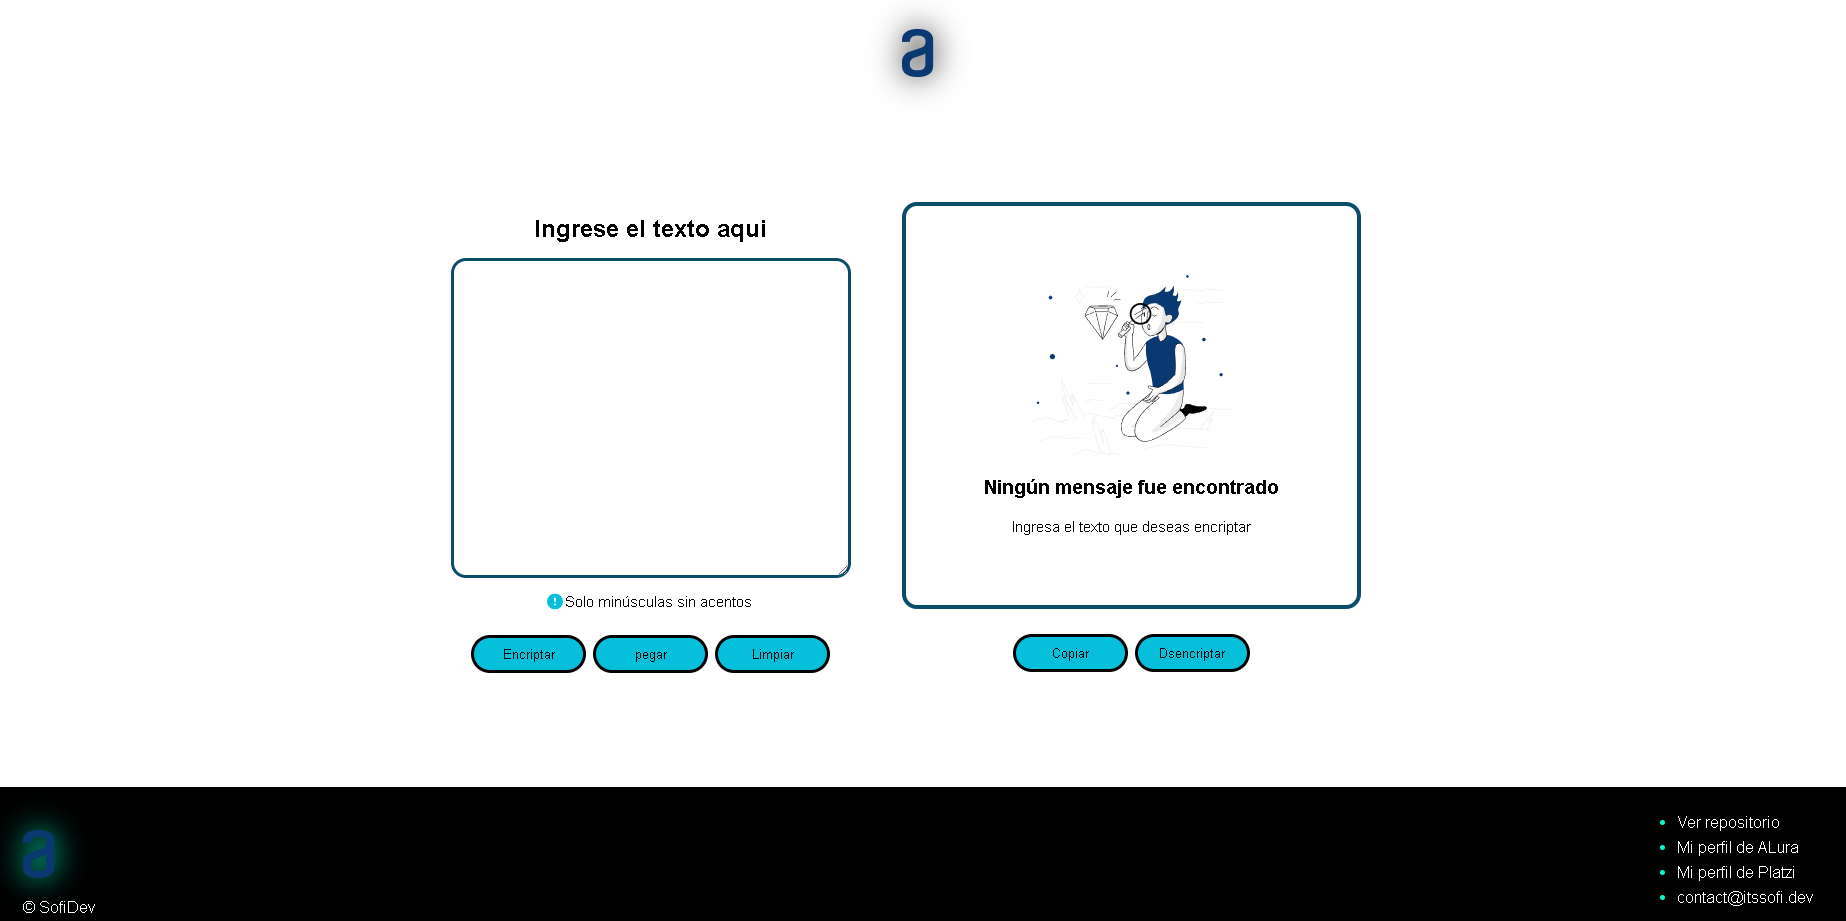 a
Ingrese el texto aqui
Solo minúsculas sin acentos
Encriptar
pegar
Limpiar
Ningún mensaje fue encontrado
Ingresa el texto que deseas encriptar
Copiar
Dsencriptar
a
© SofiDev
Ver repositorio
Mi perfil de ALura
Mi perfil de Platzi
contact@itssofi.dev